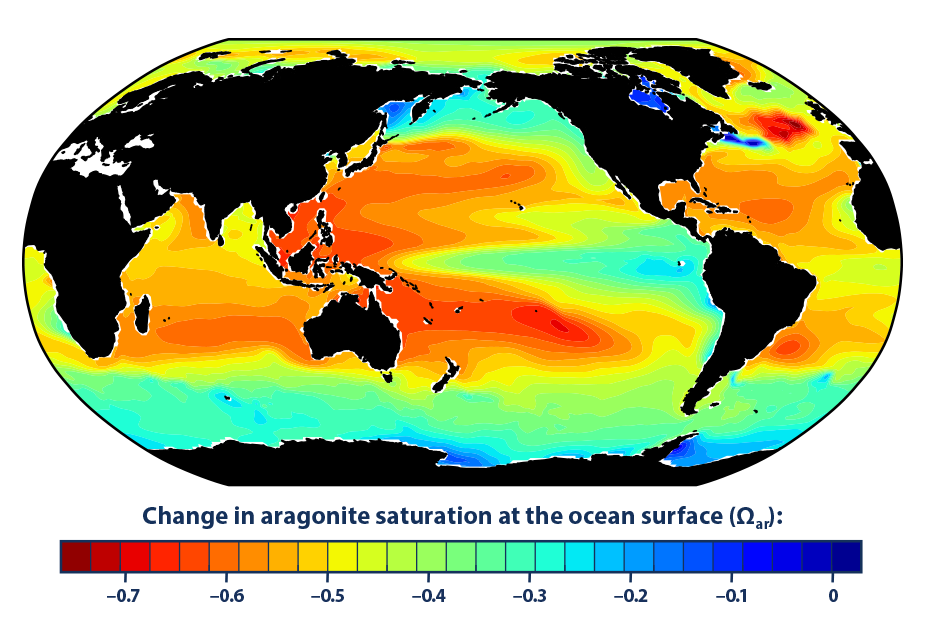 Change in aragonite saturation at the ocean surface (Ωar):
−0.7 −0.6 −0.5 −0.4 −0.3 −0.2 −0.1 0